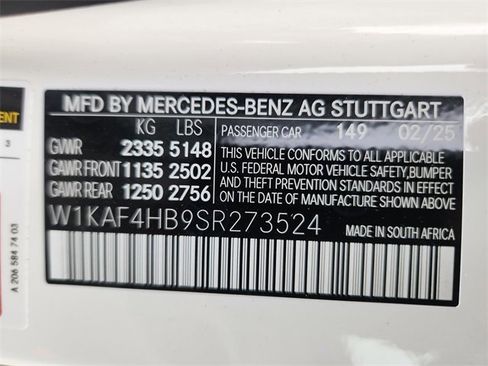 MFD BY MERCEDES-BENZ AG STUTTGART
KG LBS
GVWR 2335 5148
GAWR FRONT 1135 2502
GAWR REAR 1250 2756
PASSENGER CAR 149 02/25
THIS VEHICLE CONFORMS TO ALL APPLICABLE
U.S. FEDERAL MOTOR VEHICLE SAFETY,BUMPER
AND THEFT PREVENTION STANDARDS IN EFFECT
ON THE DATE OF MANUFACTURE SHOWN ABOVE
W1KAF4HB9SR273524
MADE IN SOUTH AFRICA
3
A 206 584 74 03